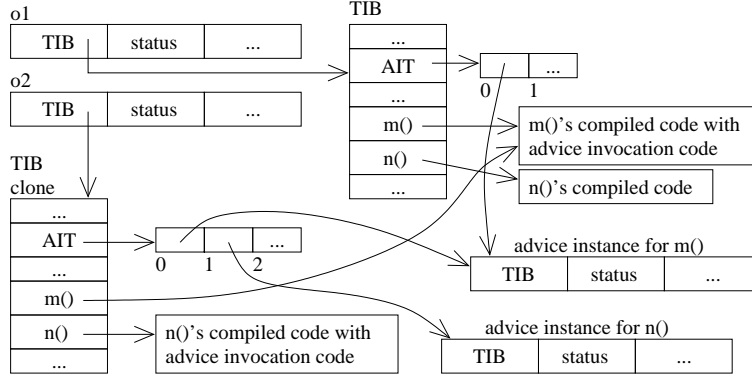 o1
TIB status ...
o2
TIB status ...
TIB
...
AIT
...
m()
n()
...
...
0 1
m()'s compiled code with
advice invocation code
n()'s compiled code
TIB
clone
...
AIT
...
m()
n()
...
...
0 1 2
n()'s compiled code with
advice invocation code
advice instance for m()
TIB status ...
advice instance for n()
TIB status ...